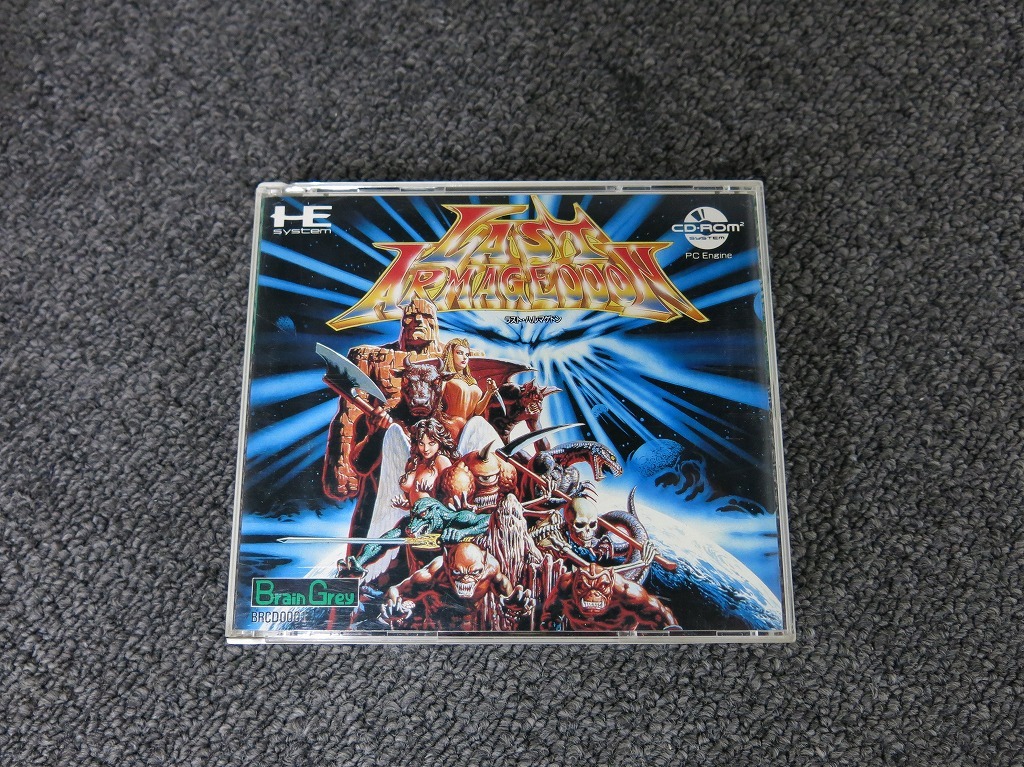 HE
system
LAST
ARMAGEDDON
ラスト・ハルマゲドン
CD-ROM²
SYSTEM
PC Engine
Brain Grey
BRCD0001